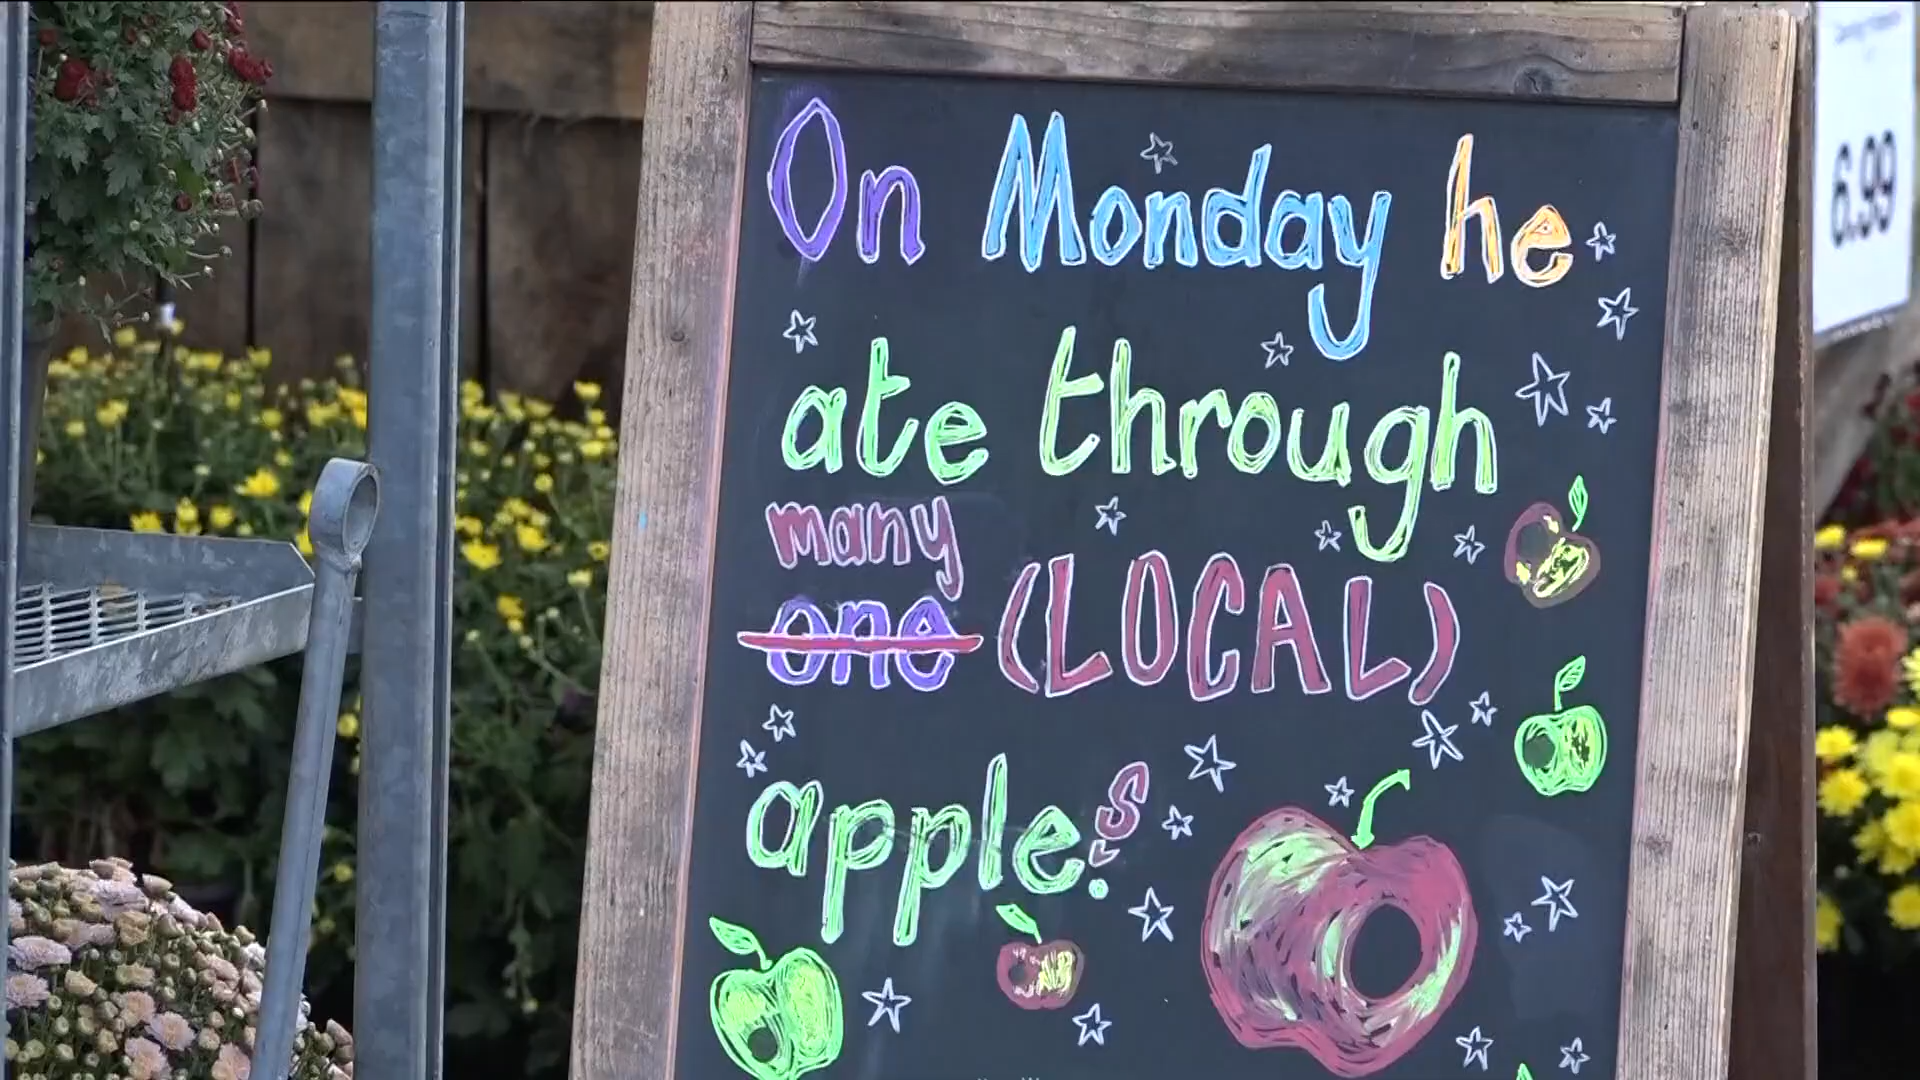 On Monday he
ate through
many
one (LOCAL)
apples.
6.99